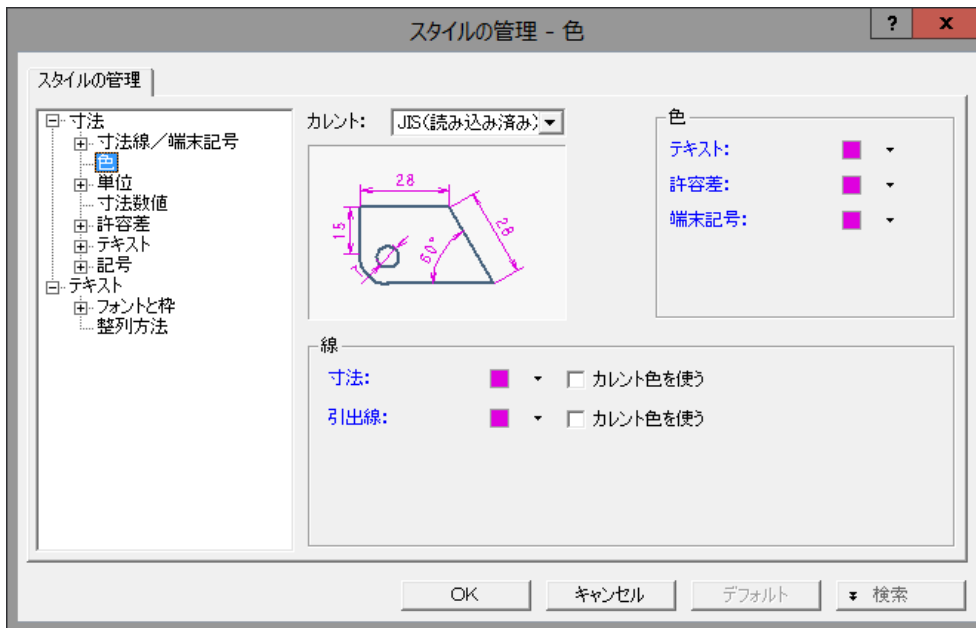 スタイルの管理 - 色
? x
スタイルの管理
寸法
寸法線／端末記号
色
単位
寸法数値
許容差
テキスト
記号
テキスト
フォントと枠
整列方法
カレント: JIS(読み込み済み)
28
15
28
60°
7
色
テキスト:
許容差:
端末記号:
線
寸法: カレント色を使う
引出線: カレント色を使う
OK キャンセル デフォルト 検索